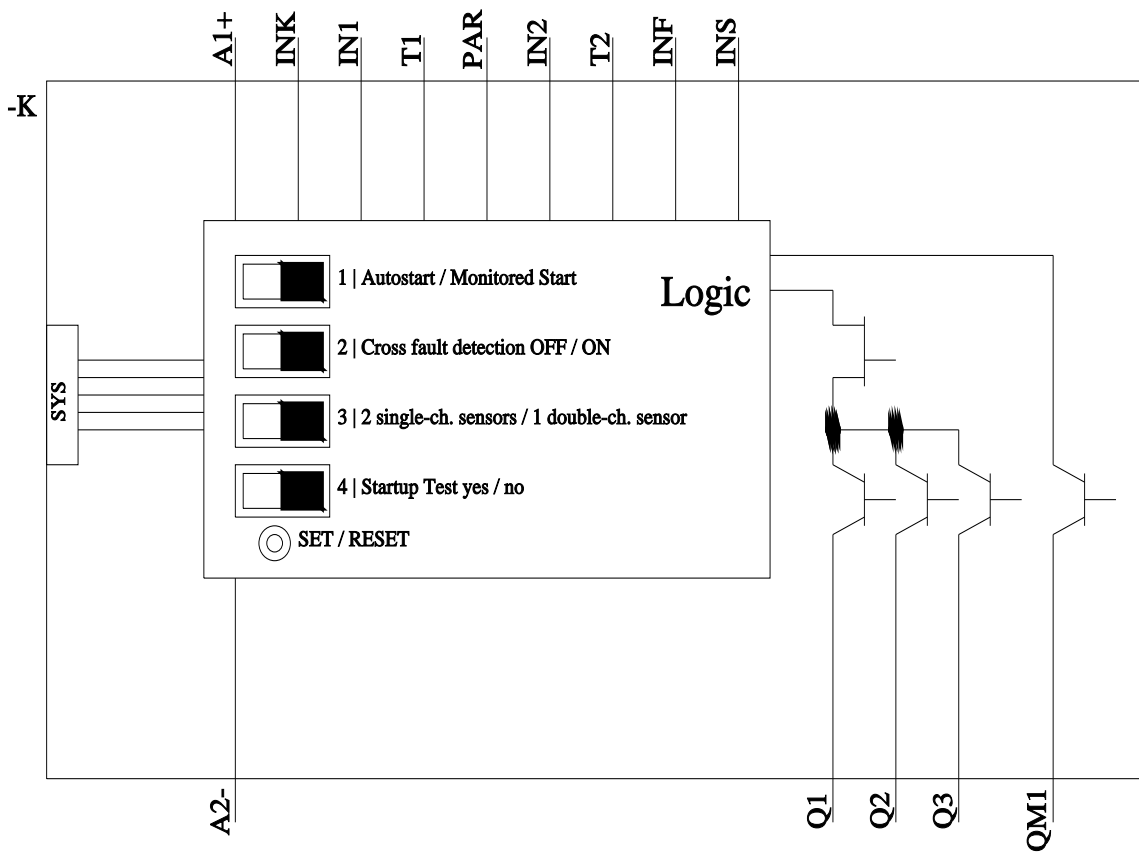 A1+
INK
IN1
T1
PAR
IN2
T2
INF
INS
-K
1 | Autostart / Monitored Start
Logic
2 | Cross fault detection OFF / ON
SYS
3 | 2 single-ch. sensors / 1 double-ch. sensor
4 | Startup Test yes / no
SET / RESET
A2-
Q1
Q2
Q3
QM1